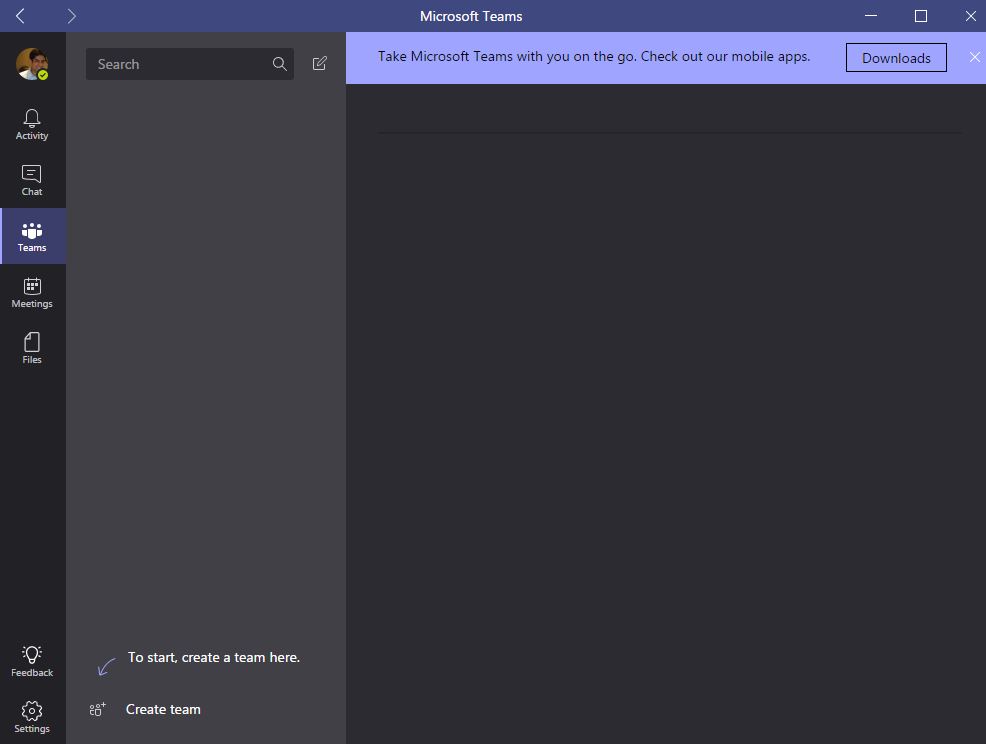 Microsoft Teams
Search
Take Microsoft Teams with you on the go. Check out our mobile apps.
Downloads
Activity
Chat
Teams
Meetings
Files
Feedback
Settings
To start, create a team here.
Create team